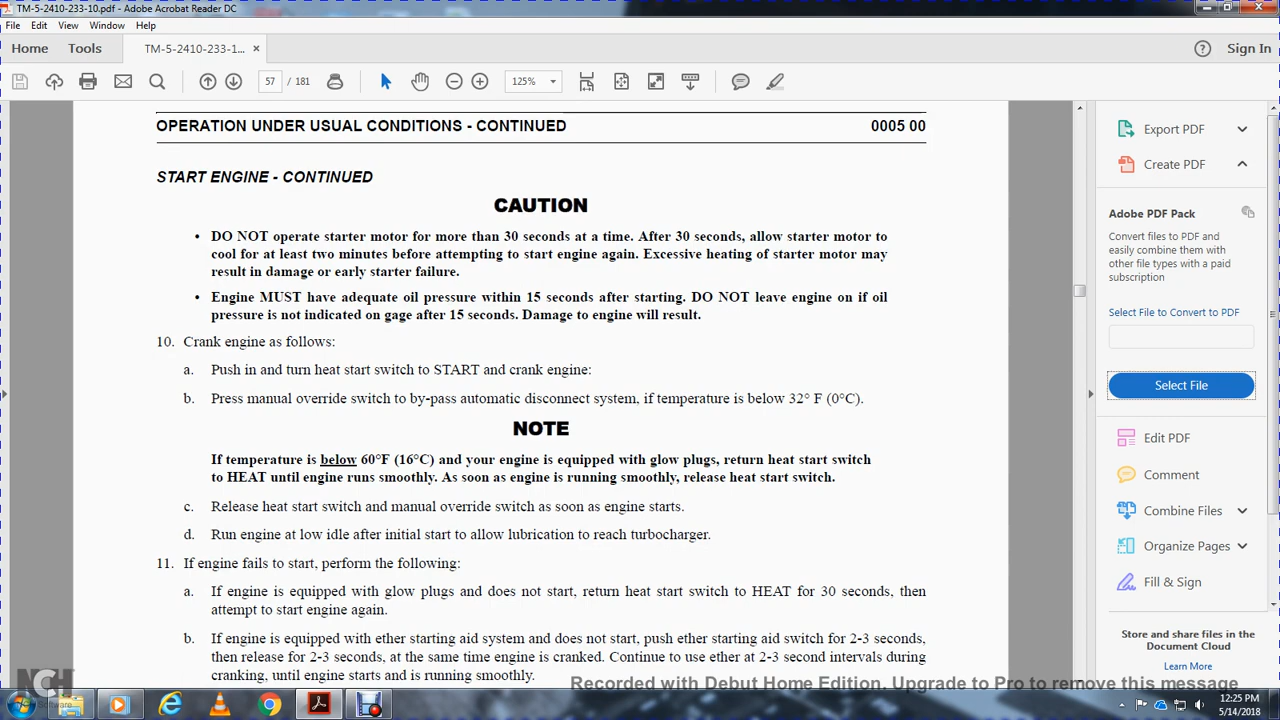 TM-5-2410-233-10.pdf - Adobe Acrobat Reader DC
File Edit View Window Help
Home Tools TM-5-2410-233-1... × Sign In
57 / 181 125%
OPERATION UNDER USUAL CONDITIONS - CONTINUED 0005 00
START ENGINE - CONTINUED
CAUTION
• DO NOT operate starter motor for more than 30 seconds at a time. After 30 seconds, allow starter motor to
cool for at least two minutes before attempting to start engine again. Excessive heating of starter motor may
result in damage or early starter failure.
• Engine MUST have adequate oil pressure within 15 seconds after starting. DO NOT leave engine on if oil
pressure is not indicated on gage after 15 seconds. Damage to engine will result.
10. Crank engine as follows:
a. Push in and turn heat start switch to START and crank engine:
b. Press manual override switch to by-pass automatic disconnect system, if temperature is below 32° F (0°C).
NOTE
If temperature is below 60°F (16°C) and your engine is equipped with glow plugs, return heat start switch
to HEAT until engine runs smoothly. As soon as engine is running smoothly, release heat start switch.
c. Release heat start switch and manual override switch as soon as engine starts.
d. Run engine at low idle after initial start to allow lubrication to reach turbocharger.
11. If engine fails to start, perform the following:
a. If engine is equipped with glow plugs and does not start, return heat start switch to HEAT for 30 seconds, then
attempt to start engine again.
b. If engine is equipped with ether starting aid system and does not start, push ether starting aid switch for 2-3 seconds,
then release for 2-3 seconds, at the same time engine is cranked. Continue to use ether at 2-3 second intervals during
cranking, until engine starts and is running smoothly.
Export PDF
Create PDF
Adobe PDF Pack
Convert files to PDF and
easily combine them with
other file types with a paid
subscription
Select File to Convert to PDF
Select File
Edit PDF
Comment
Combine Files
Organize Pages
Fill & Sign
Store and share files in the
Document Cloud
Learn More
NCH
Software
Recorded with Debut Home Edition. Upgrade to Pro to remove this message
12:25 PM
5/14/2018